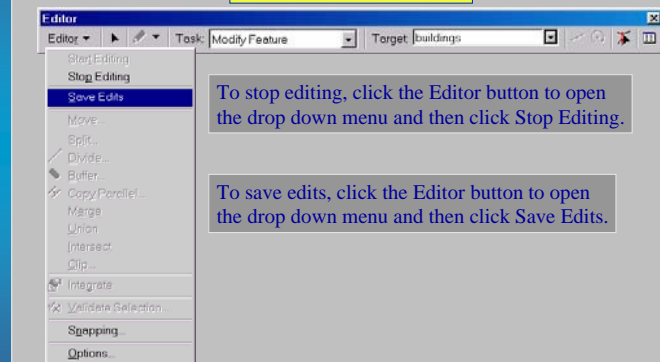 Editor
Editor Task: Modify Feature Target: buildings
Start Editing
Stop Editing
Save Edits
Move...
Split...
Divide...
Buffer...
Copy Parallel...
Merge
Union
Intersect
Clip...
Integrate
Validate Selection...
Snapping...
Options...
To stop editing, click the Editor button to open
the drop down menu and then click Stop Editing.
To save edits, click the Editor button to open
the drop down menu and then click Save Edits.